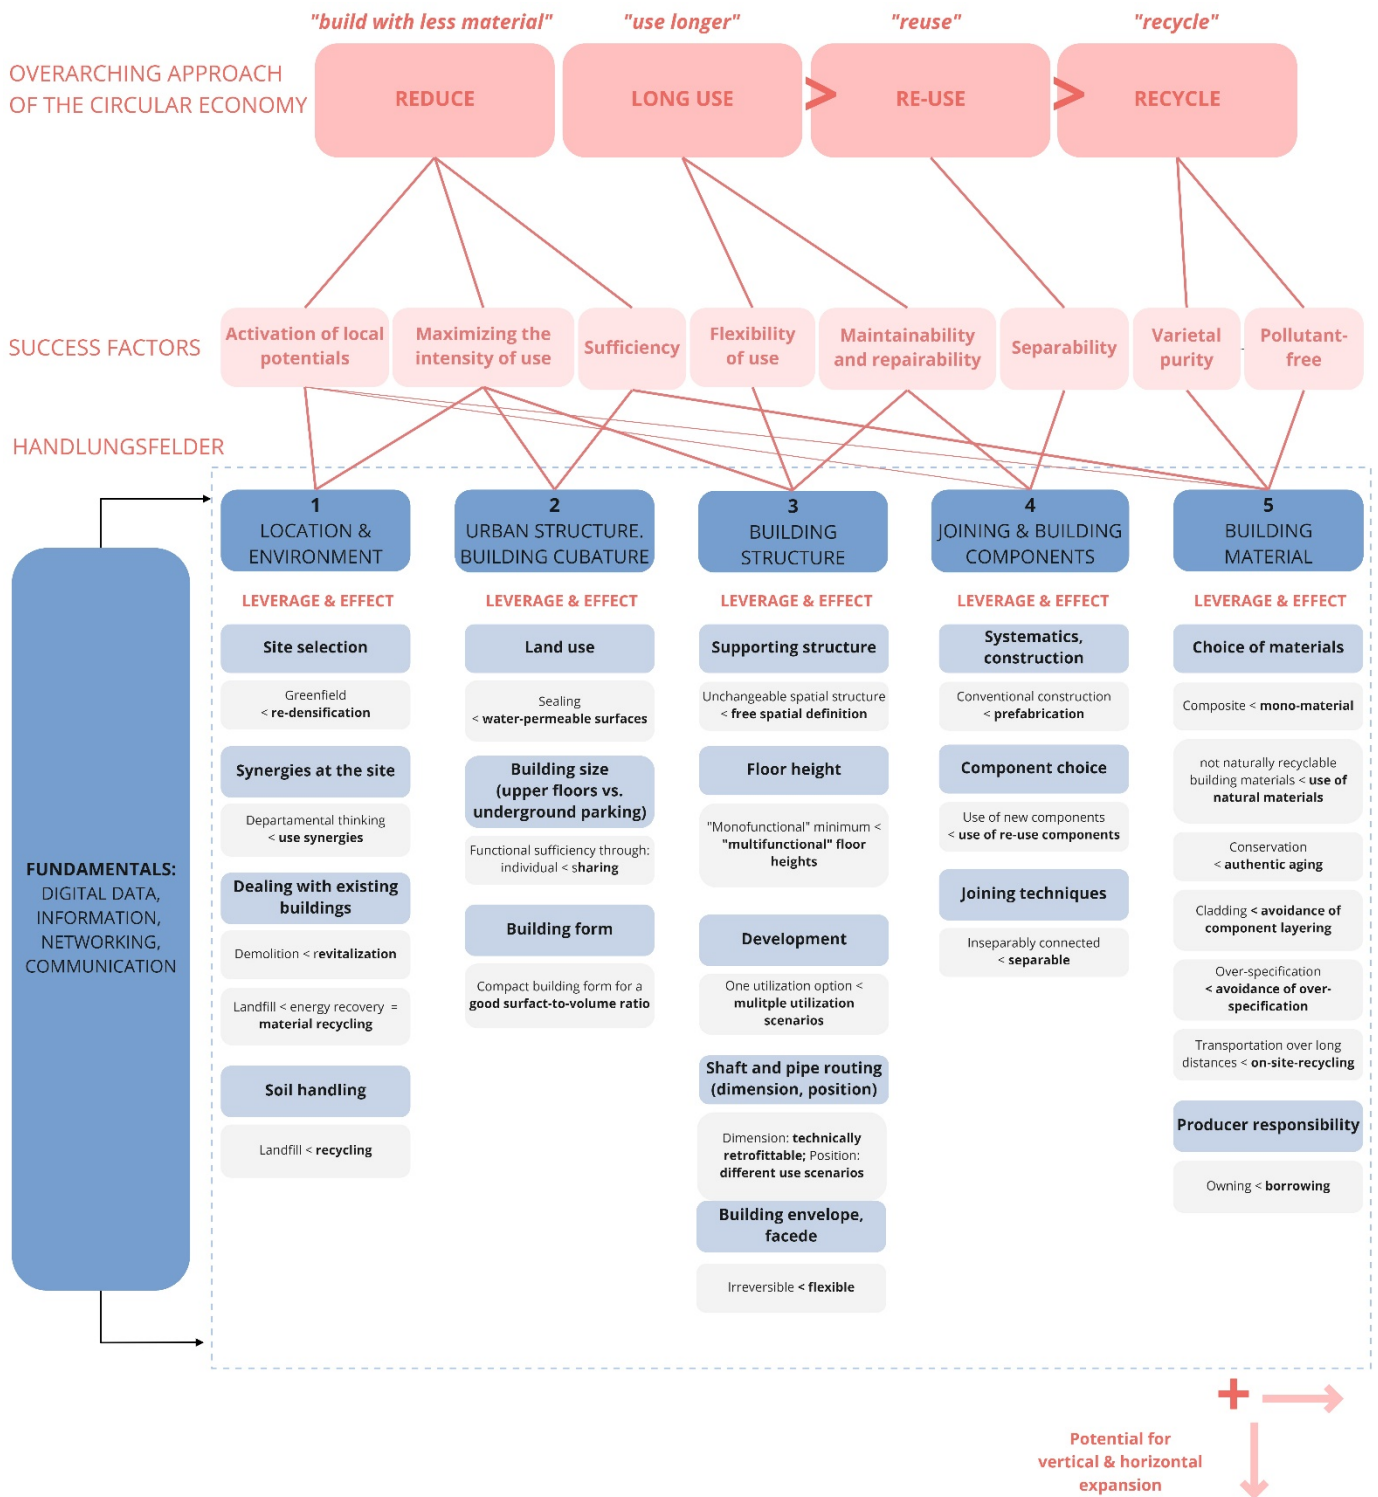 "build with less material"
"use longer"
"reuse"
"recycle"
OVERARCHING APPROACH
OF THE CIRCULAR ECONOMY
REDUCE
LONG USE
>
RE-USE
>
RECYCLE
SUCCESS FACTORS
Activation of local
potentials
Maximizing the
intensity of use
Sufficiency
Flexibility
of use
Maintainability
and repairability
Separability
Varietal
purity
Pollutant-
free
HANDLUNGSFELDER
FUNDAMENTALS:
DIGITAL DATA,
INFORMATION,
NETWORKING,
COMMUNICATION
1
LOCATION &
ENVIRONMENT
LEVERAGE & EFFECT
Site selection
Greenfield
< re-densification
Synergies at the site
Departamental thinking
< use synergies
Dealing with existing
buildings
Demolition < revitalization
Landfill < energy recovery =
material recycling
Soil handling
Landfill < recycling
2
URBAN STRUCTURE.
BUILDING CUBATURE
LEVERAGE & EFFECT
Land use
Sealing
< water-permeable surfaces
Building size
(upper floors vs.
underground parking)
Functional sufficiency through:
individual < sharing
Building form
Compact building form for a
good surfact-to-volume ratio
3
BUILDING
STRUCTURE
LEVERAGE & EFFECT
Supporting structure
Unchangeable spatial structure
< free spatial definition
Floor height
"Monofunctional" minimum <
"multifunctional" floor
heights
Development
One utilization option <
mulitple utilization
scenarios
Shaft and pipe routing
(dimension, position)
Dimension: technically
retrofittable; Position:
different use scenarios
Building envelope,
facede
Irreversible < flexible
4
JOINING & BUILDING
COMPONENTS
LEVERAGE & EFFECT
Systematics,
construction
Conventional construction
< prefabrication
Component choice
Use of new components
< use of re-use components
Joining techniques
Inseparably connected
< separable
5
BUILDING
MATERIAL
LEVERAGE & EFFECT
Choice of materials
Composite < mono-material
not naturally recyclable
building materials < use of
natural materials
Conservation
< authentic aging
Cladding < avoidance of
component layering
Over-specification
< avoidance of over-
specification
Transportation over long
distances < on-site-recycling
Producer responsibility
Owning < borrowing
+
Potential for
vertical & horizontal
expansion